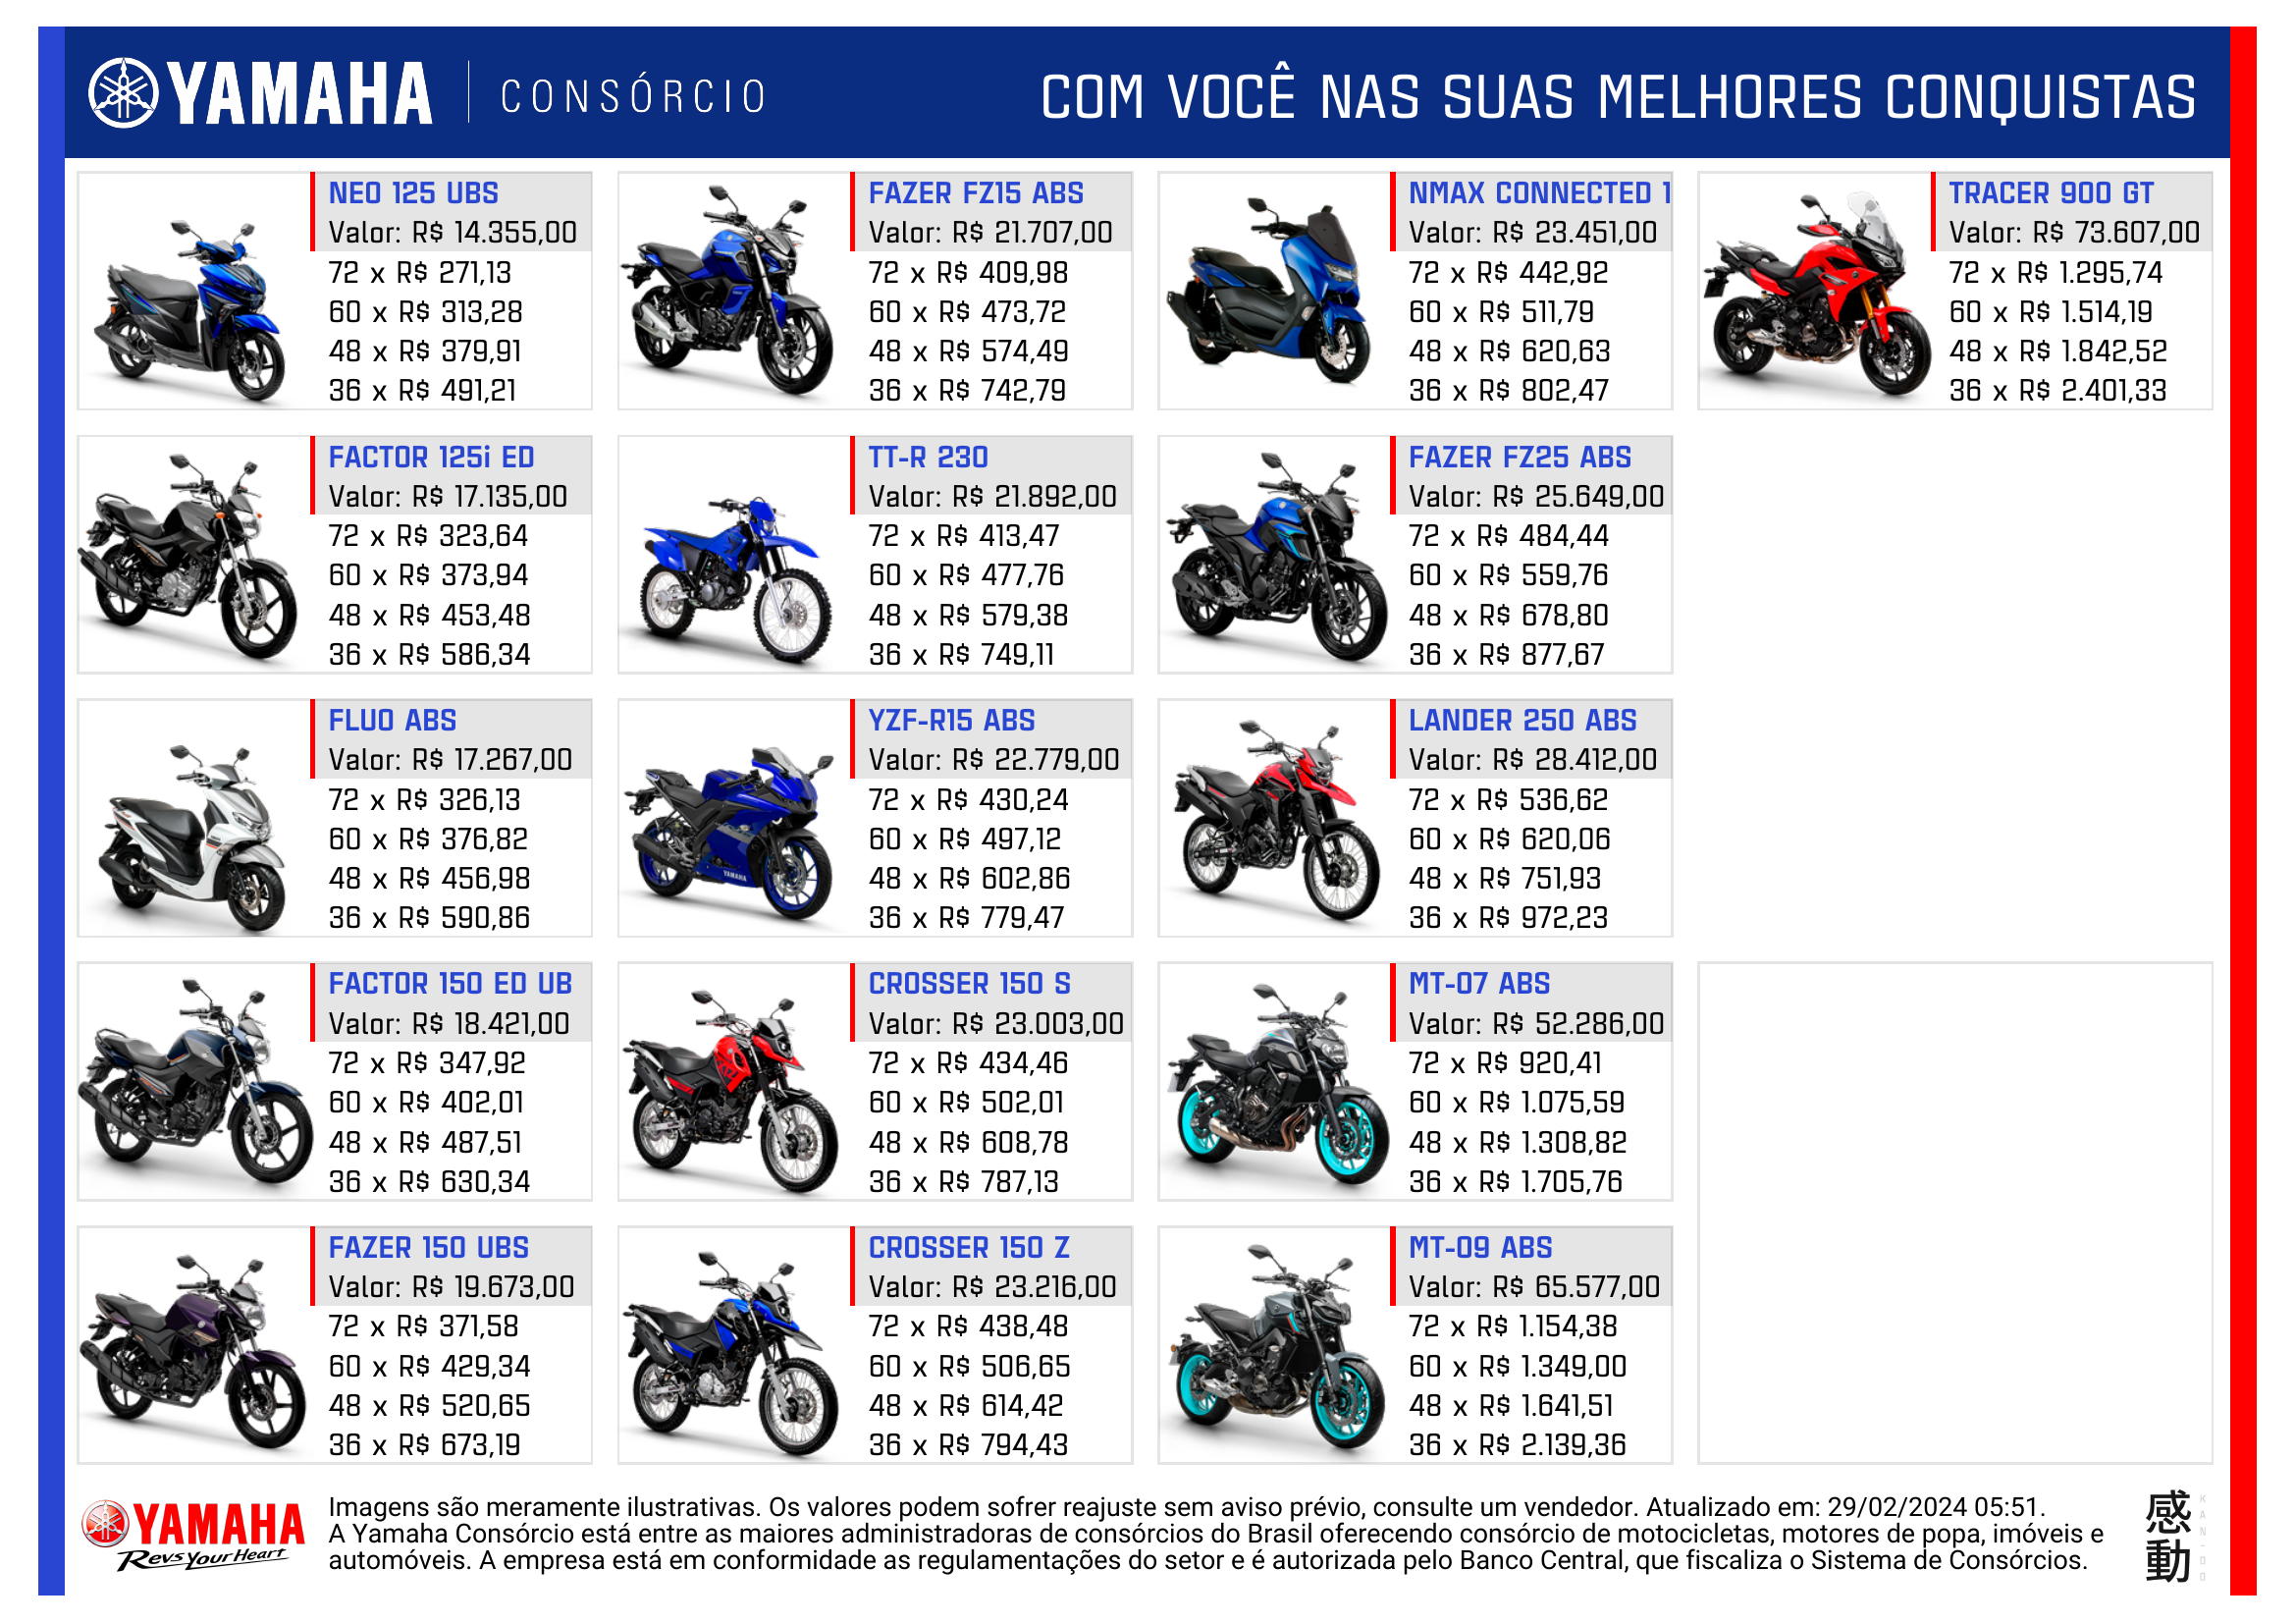 YAMAHA CONSÓRCIO COM VOCÊ NAS SUAS MELHORES CONQUISTAS
NEO 125 UBS
Valor: R$ 14.355,00
72 x R$ 271,13
60 x R$ 313,28
48 x R$ 379,91
36 x R$ 491,21
FAZER FZ15 ABS
Valor: R$ 21.707,00
72 x R$ 409,98
60 x R$ 473,72
48 x R$ 574,49
36 x R$ 742,79
NMAX CONNECTED 1
Valor: R$ 23.451,00
72 x R$ 442,92
60 x R$ 511,79
48 x R$ 620,63
36 x R$ 802,47
TRACER 900 GT
Valor: R$ 73.607,00
72 x R$ 1.295,74
60 x R$ 1.514,19
48 x R$ 1.842,52
36 x R$ 2.401,33
FACTOR 125i ED
Valor: R$ 17.135,00
72 x R$ 323,64
60 x R$ 373,94
48 x R$ 453,48
36 x R$ 586,34
TT-R 230
Valor: R$ 21.892,00
72 x R$ 413,47
60 x R$ 477,76
48 x R$ 579,38
36 x R$ 749,11
FAZER FZ25 ABS
Valor: R$ 25.649,00
72 x R$ 484,44
60 x R$ 559,76
48 x R$ 678,80
36 x R$ 877,67
FLUO ABS
Valor: R$ 17.267,00
72 x R$ 326,13
60 x R$ 376,82
48 x R$ 456,98
36 x R$ 590,86
YZF-R15 ABS
Valor: R$ 22.779,00
72 x R$ 430,24
60 x R$ 497,12
48 x R$ 602,86
36 x R$ 779,47
YAMAHA
LANDER 250 ABS
Valor: R$ 28.412,00
72 x R$ 536,62
60 x R$ 620,06
48 x R$ 751,93
36 x R$ 972,23
FACTOR 150 ED UB
Valor: R$ 18.421,00
72 x R$ 347,92
60 x R$ 402,01
48 x R$ 487,51
36 x R$ 630,34
CROSSER 150 S
Valor: R$ 23.003,00
72 x R$ 434,46
60 x R$ 502,01
48 x R$ 608,78
36 x R$ 787,13
MT-07 ABS
Valor: R$ 52.286,00
72 x R$ 920,41
60 x R$ 1.075,59
48 x R$ 1.308,82
36 x R$ 1.705,76
FAZER 150 UBS
Valor: R$ 19.673,00
72 x R$ 371,58
60 x R$ 429,34
48 x R$ 520,65
36 x R$ 673,19
CROSSER 150 Z
Valor: R$ 23.216,00
72 x R$ 438,48
60 x R$ 506,65
48 x R$ 614,42
36 x R$ 794,43
MT-09 ABS
Valor: R$ 65.577,00
72 x R$ 1.154,38
60 x R$ 1.349,00
48 x R$ 1.641,51
36 x R$ 2.139,36
YAMAHA
Revs Your Heart
Imagens são meramente ilustrativas. Os valores podem sofrer reajuste sem aviso prévio, consulte um vendedor. Atualizado em: 29/02/2024 05:51.
A Yamaha Consórcio está entre as maiores administradoras de consórcios do Brasil oferecendo consórcio de motocicletas, motores de popa, imóveis e
automóveis. A empresa está em conformidade as regulamentações do setor e é autorizada pelo Banco Central, que fiscaliza o Sistema de Consórcios.
感動
KAN-DO